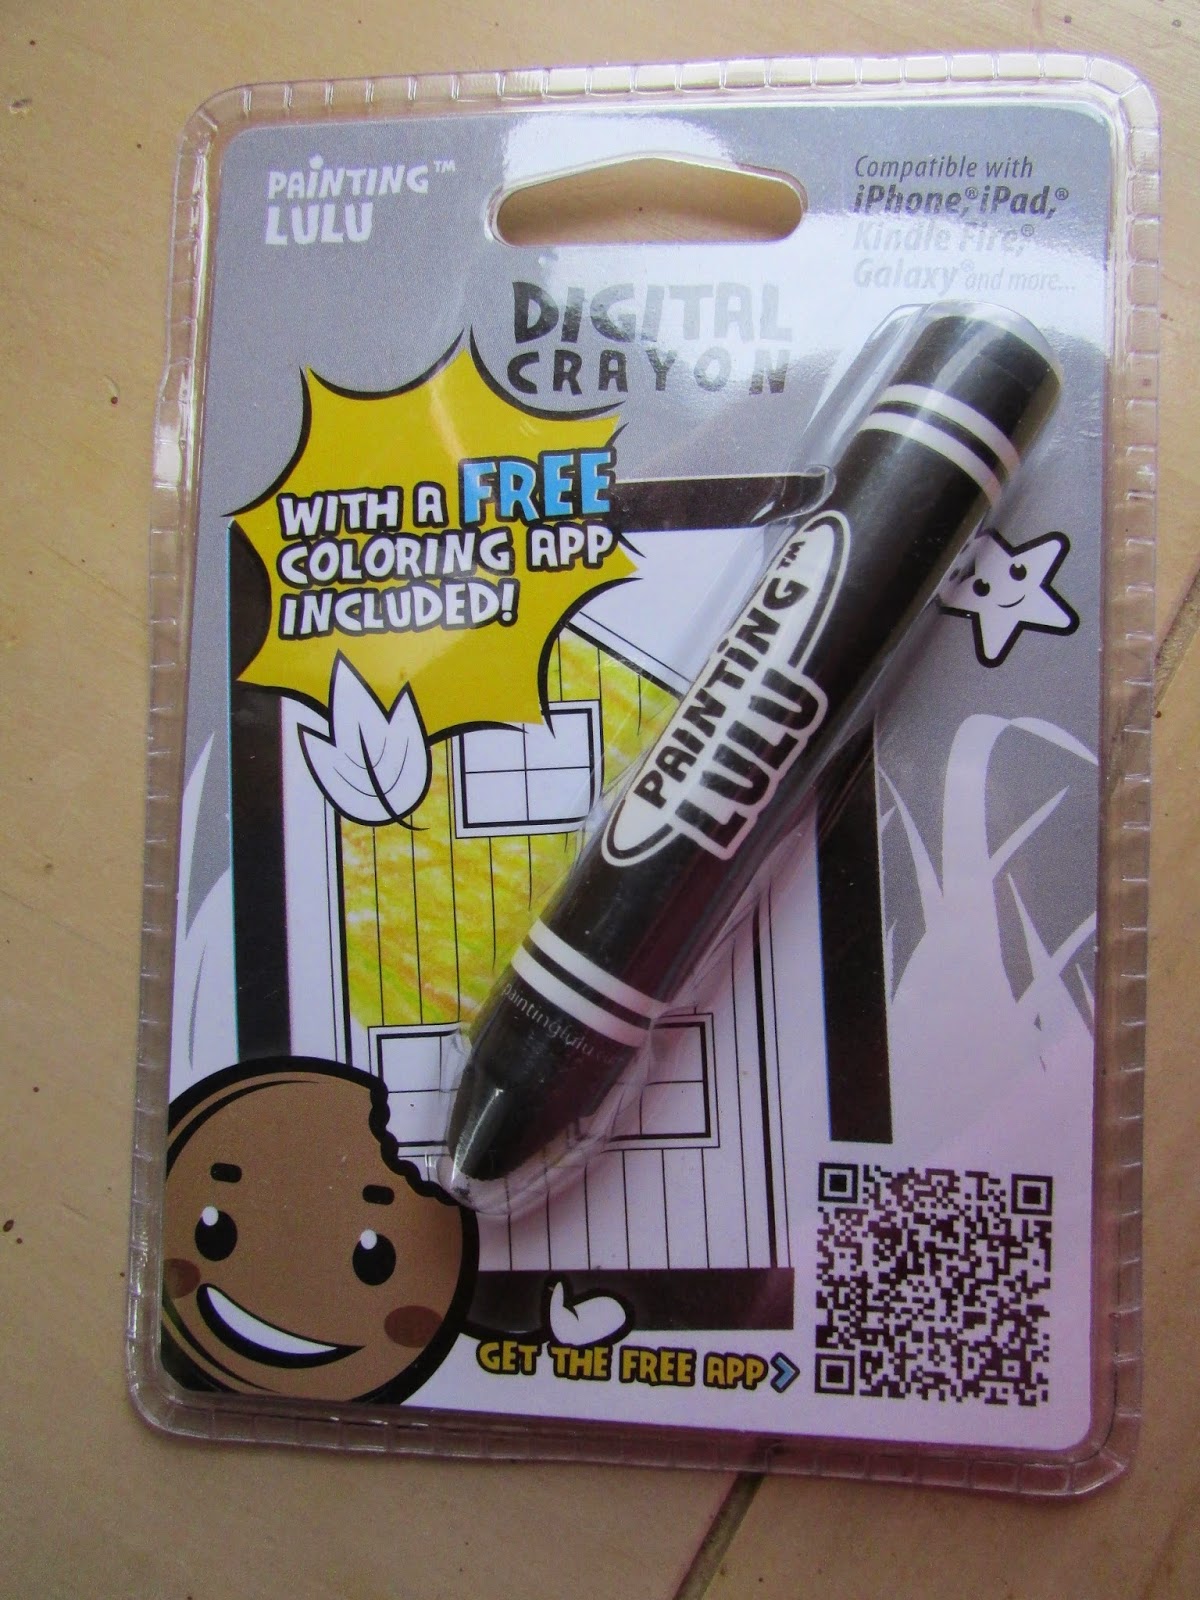 PAINTING™
LULU
Compatible with
iPhone,® iPad,®
Kindle Fire,®
Galaxy® and more...
DIGITAL
CRAYON
WITH A FREE
COLORING APP
INCLUDED!
PAINTING™
LULU
GET THE FREE APP >